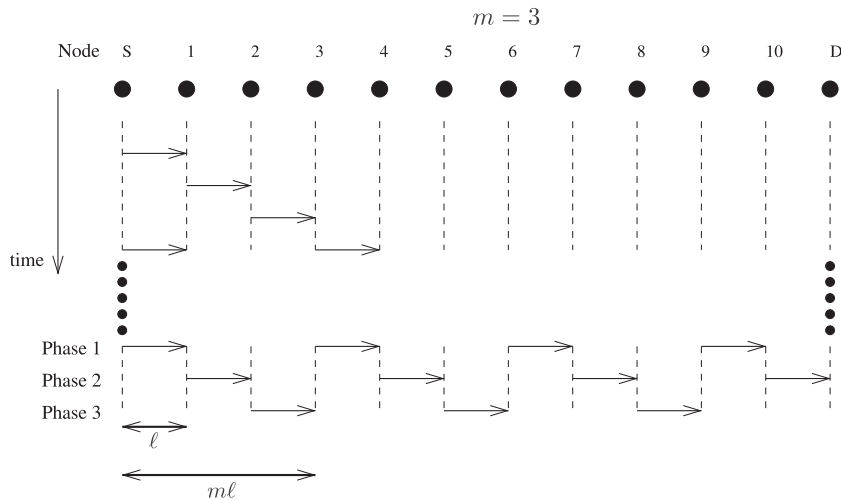 m = 3
Node S 1 2 3 4 5 6 7 8 9 10 D
time
Phase 1
Phase 2
Phase 3
ℓ
mℓ